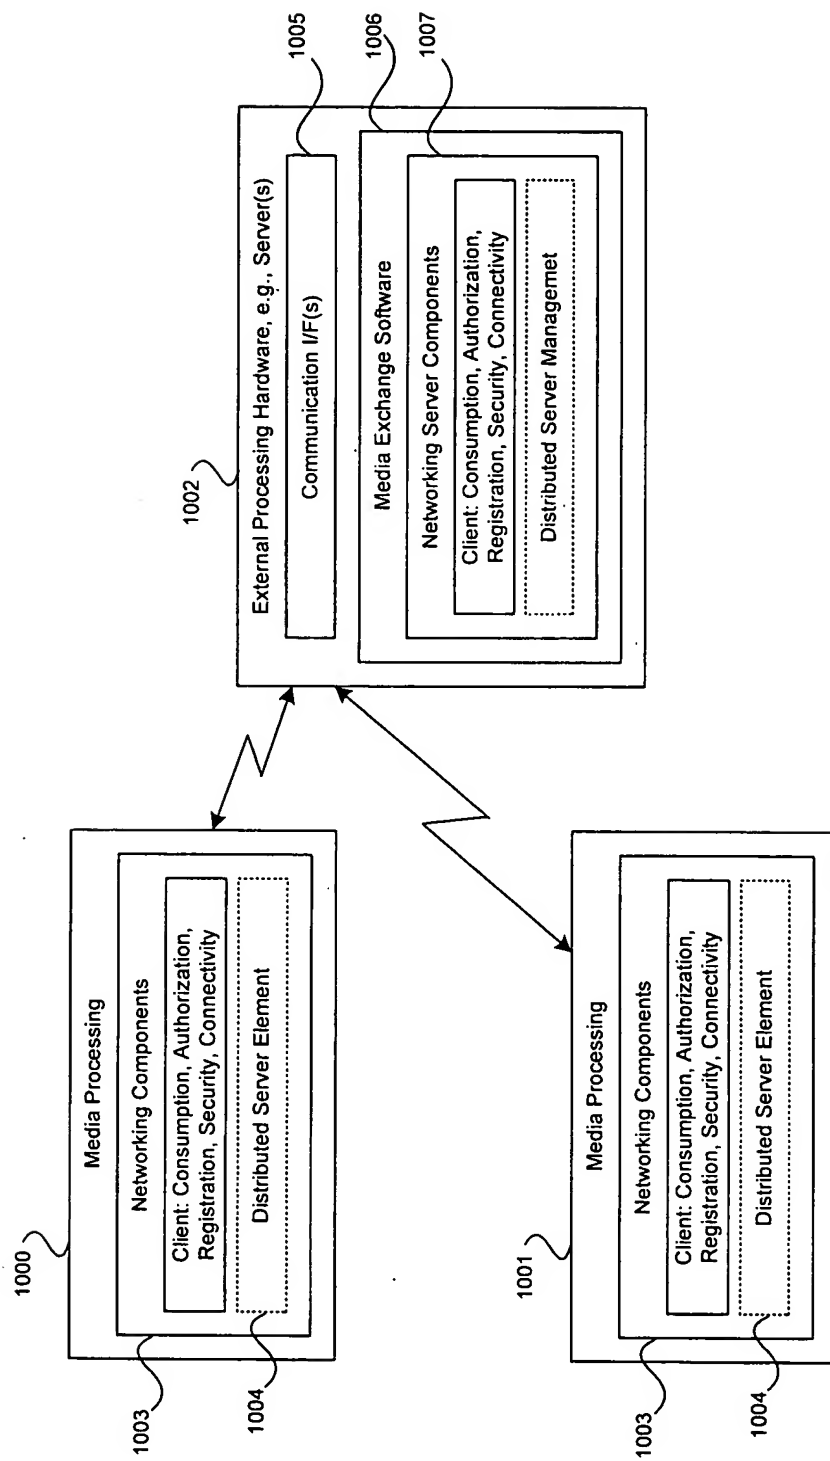 1000
Media Processing
Networking Components
Client: Consumption, Authorization,
Registration, Security, Connectivity
Distributed Server Element
1003
1004
1002
External Processing Hardware, e.g., Server(s)
Communication I/F(s)
Media Exchange Software
Networking Server Components
Client: Consumption, Authorization,
Registration, Security, Connectivity
Distributed Server Managemet
1005
1006
1007
1001
Media Processing
Networking Components
Client: Consumption, Authorization,
Registration, Security, Connectivity
Distributed Server Element
1003
1004